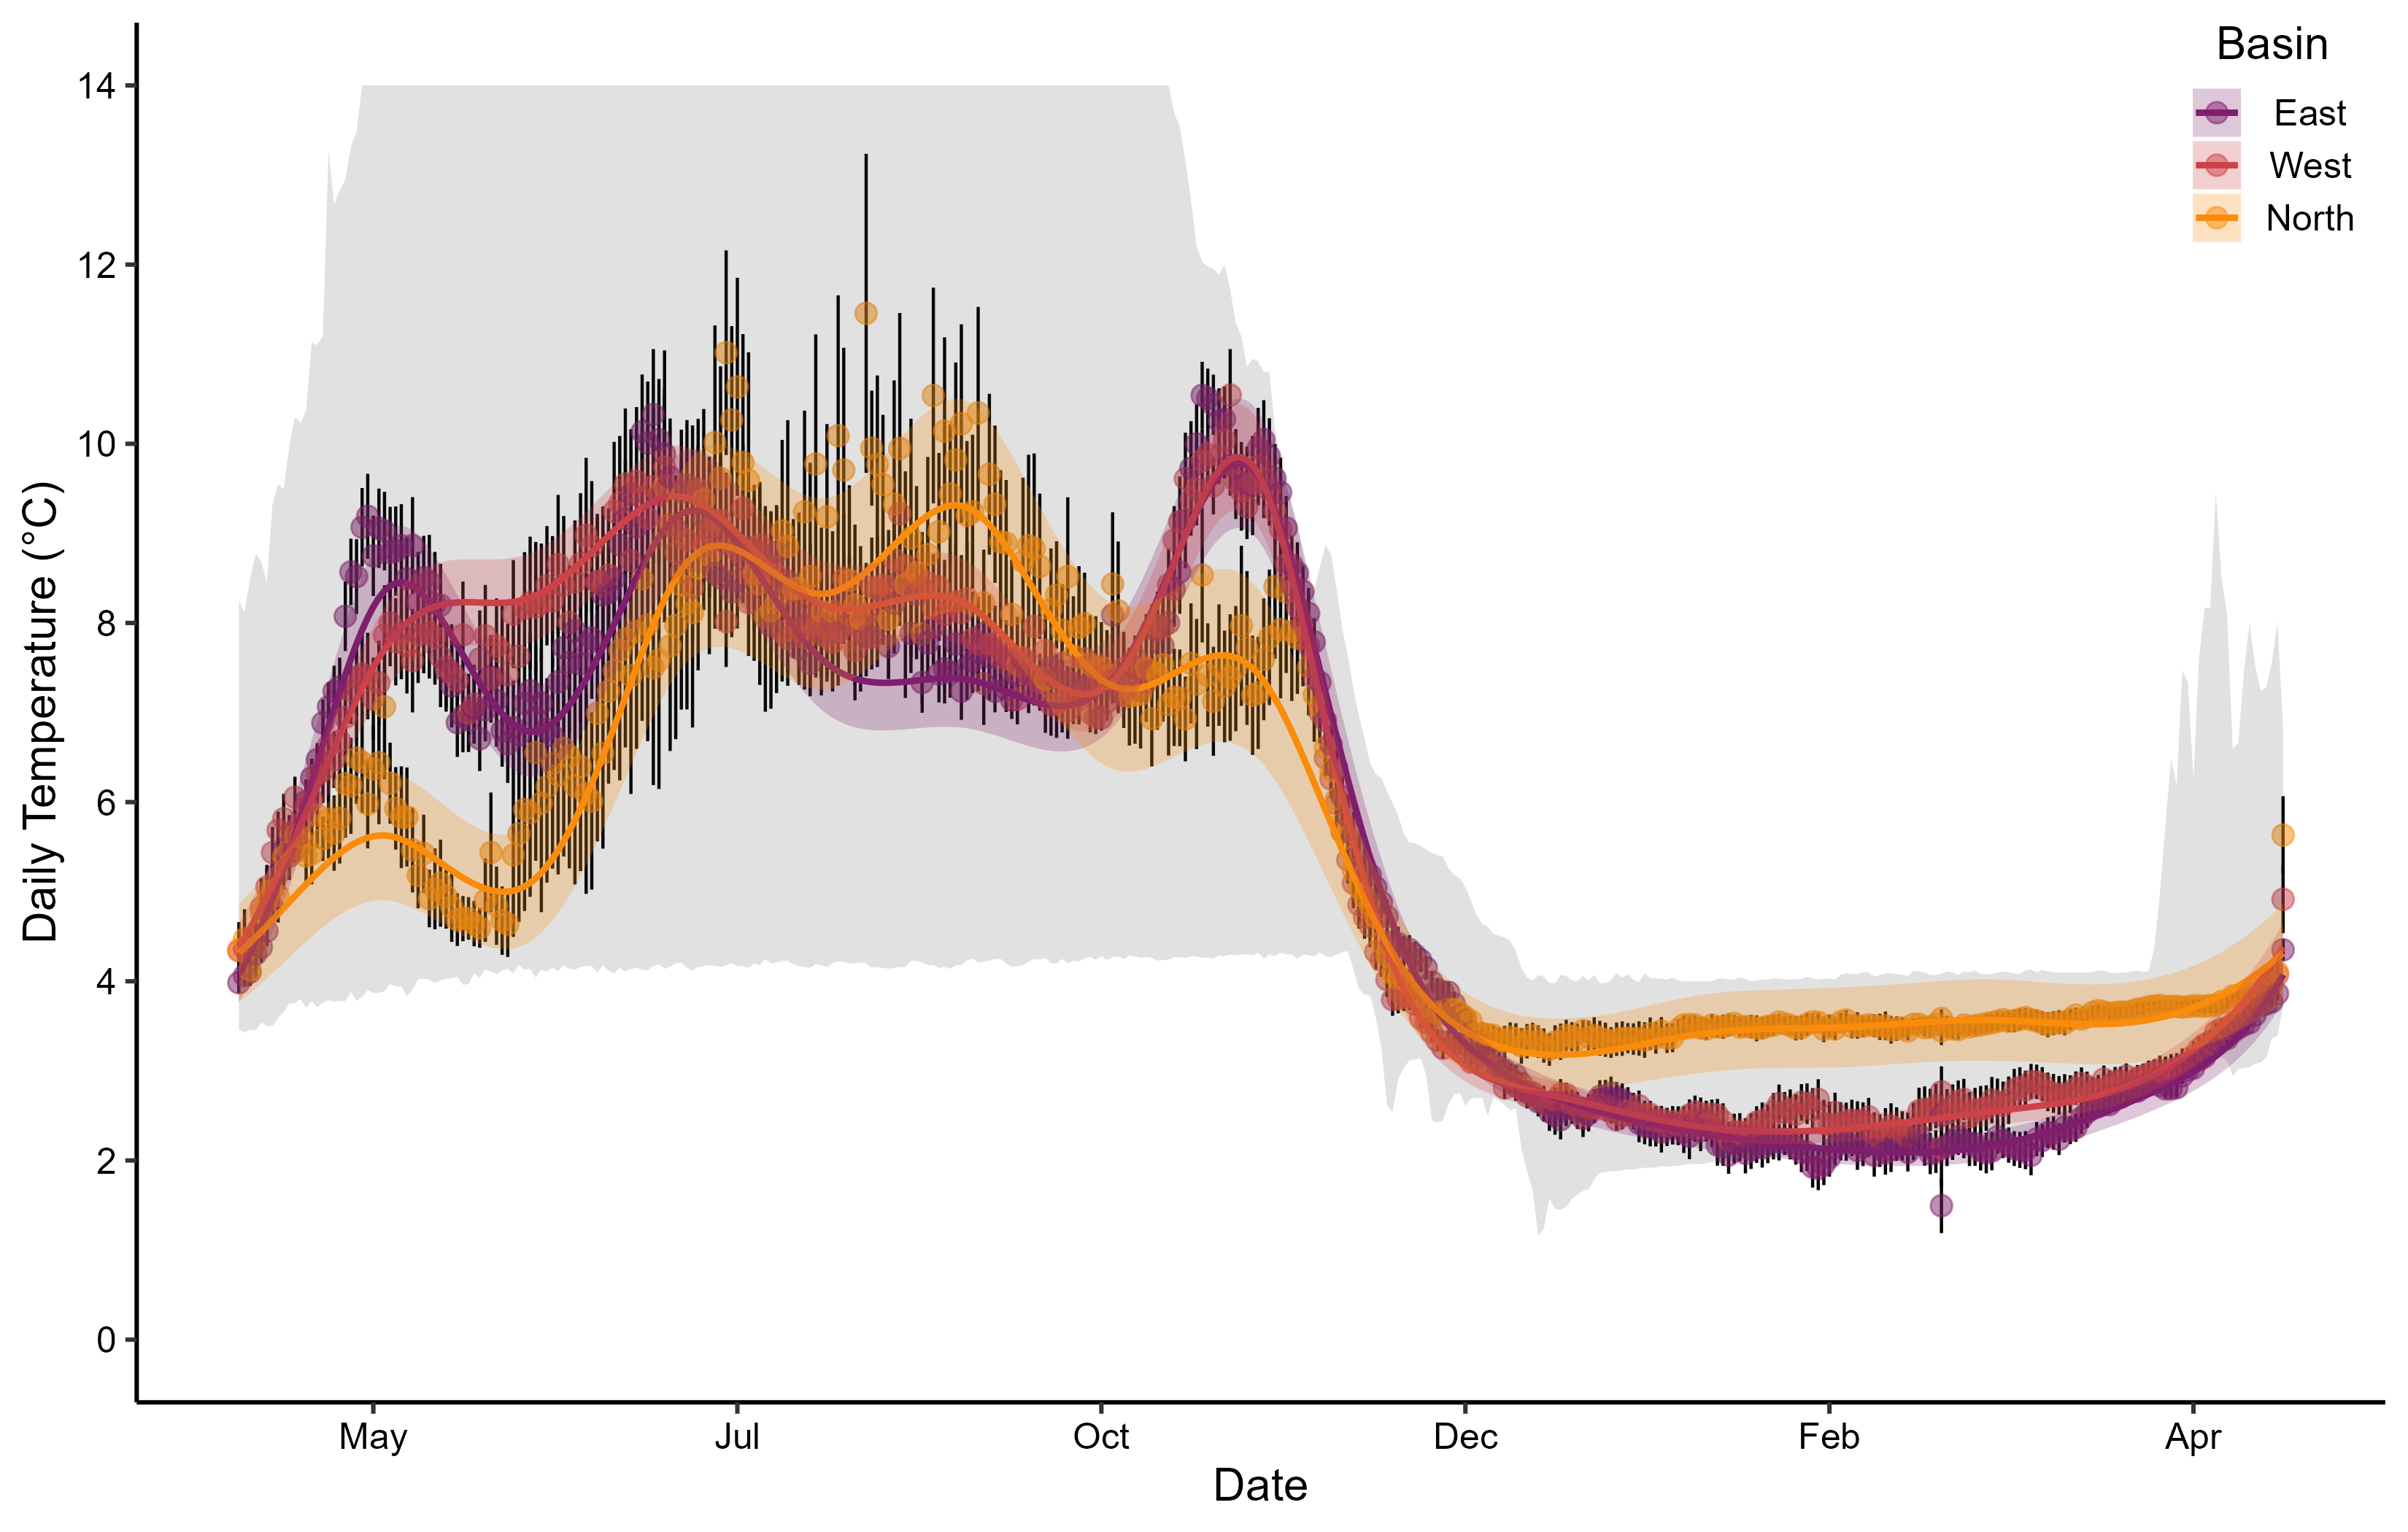 Basin
East
West
North
Daily Temperature (°C)
14
12
10
8
6
4
2
0
May Jul Oct Dec Feb Apr
Date